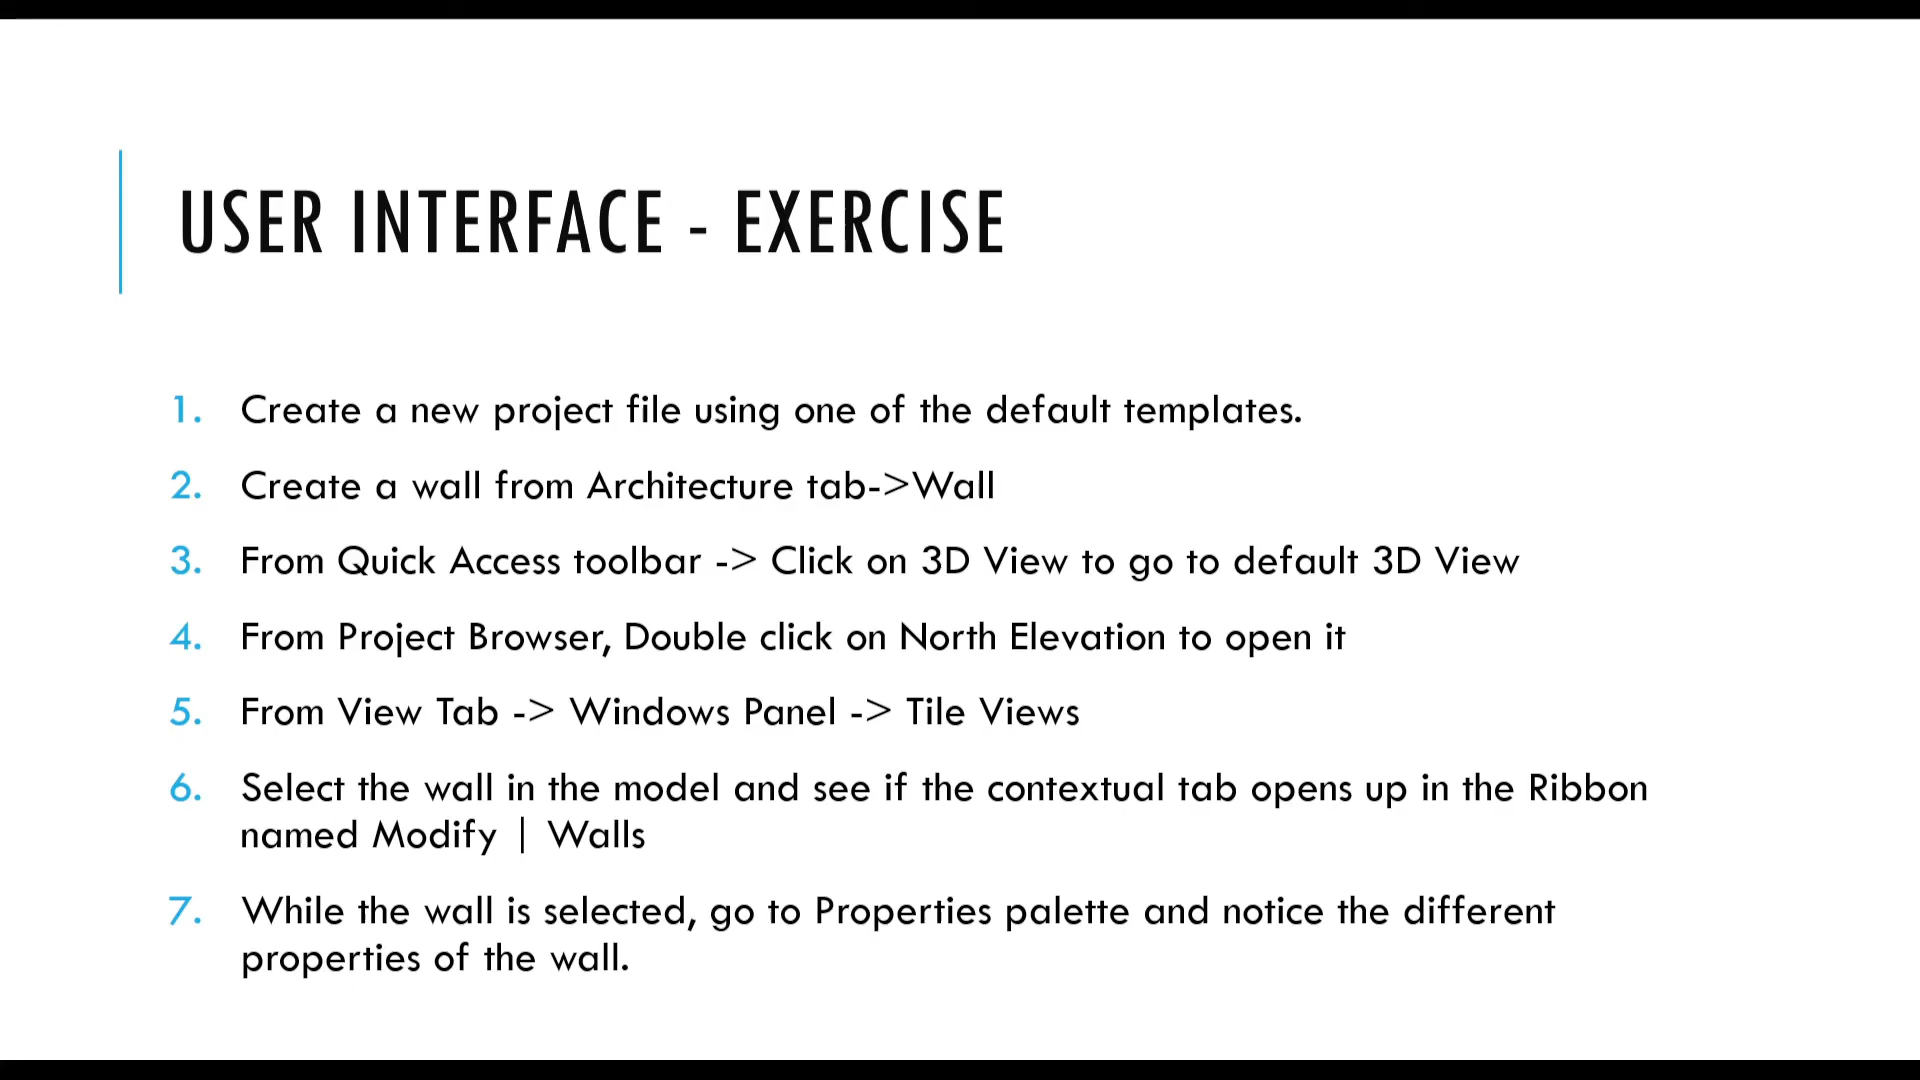 USER INTERFACE - EXERCISE
1. Create a new project file using one of the default templates.
2. Create a wall from Architecture tab->Wall
3. From Quick Access toolbar -> Click on 3D View to go to default 3D View
4. From Project Browser, Double click on North Elevation to open it
5. From View Tab -> Windows Panel -> Tile Views
6. Select the wall in the model and see if the contextual tab opens up in the Ribbon
named Modify | Walls
7. While the wall is selected, go to Properties palette and notice the different
properties of the wall.